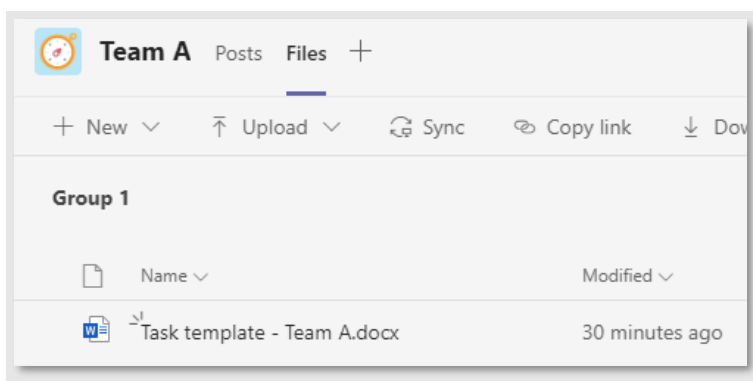 Team A Posts Files
New Upload Sync Copy link Dow
Group 1
Name Modified
Task template - Team A.docx 30 minutes ago